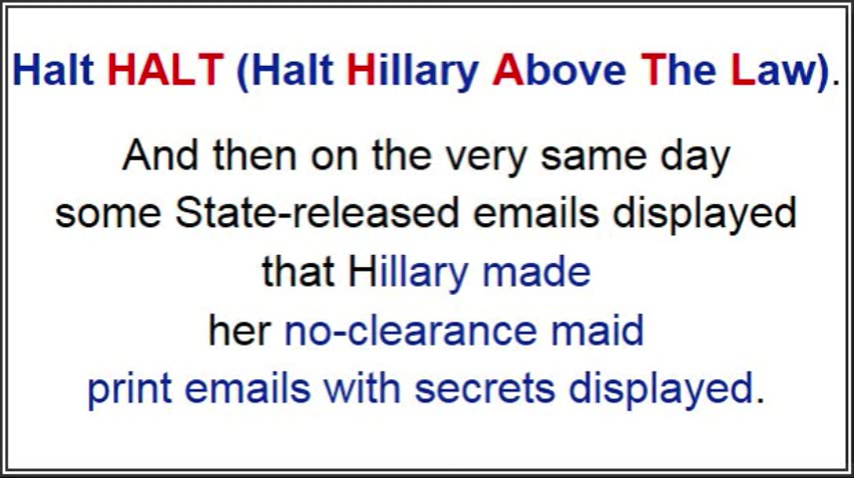 Halt HALT (Halt Hillary Above The Law).
And then on the very same day
some State-released emails displayed
that Hillary made
her no-clearance maid
print emails with secrets displayed.